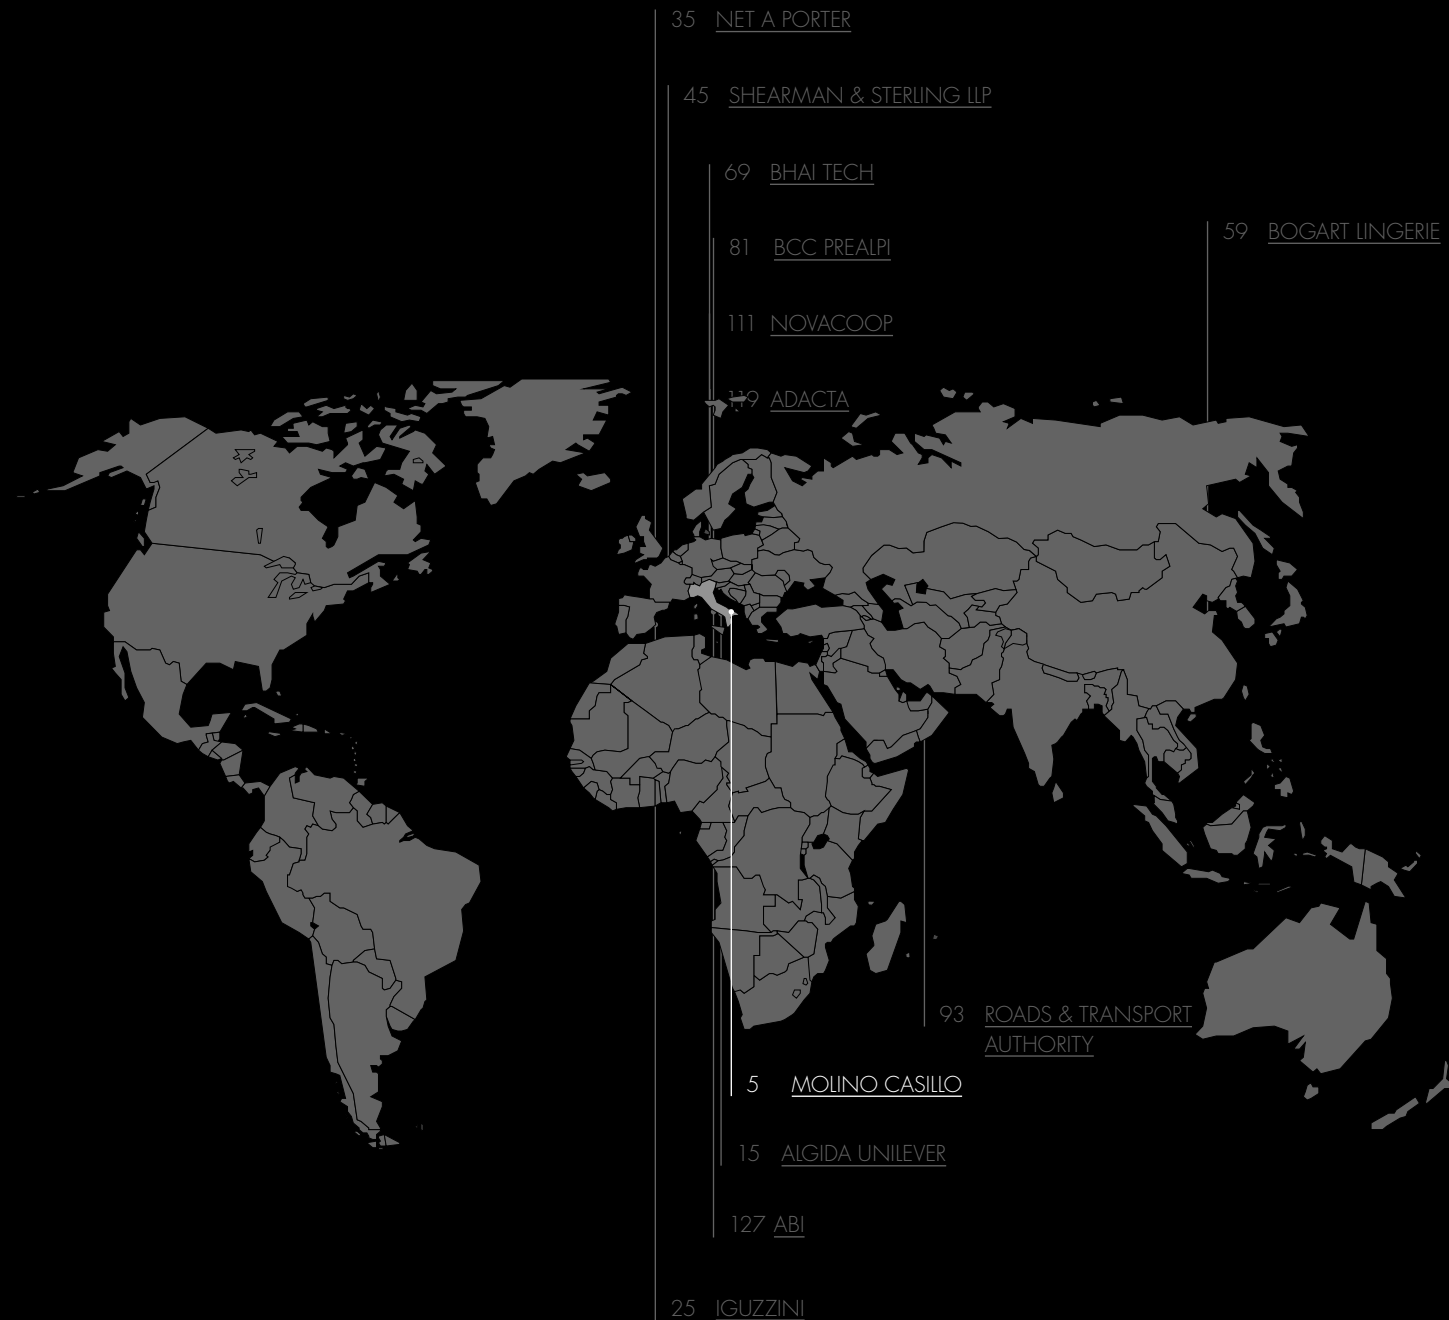 35 NET A PORTER
45 SHEARMAN & STERLING LLP
69 BHAI TECH
59 BOGART LINGERIE
81 BCC PREALPI
111 NOVACOOP
119 ADACTA
93 ROADS & TRANSPORT
AUTHORITY
5 MOLINO CASILLO
15 ALGIDA UNILEVER
127 ABI
25 IGUZZINI